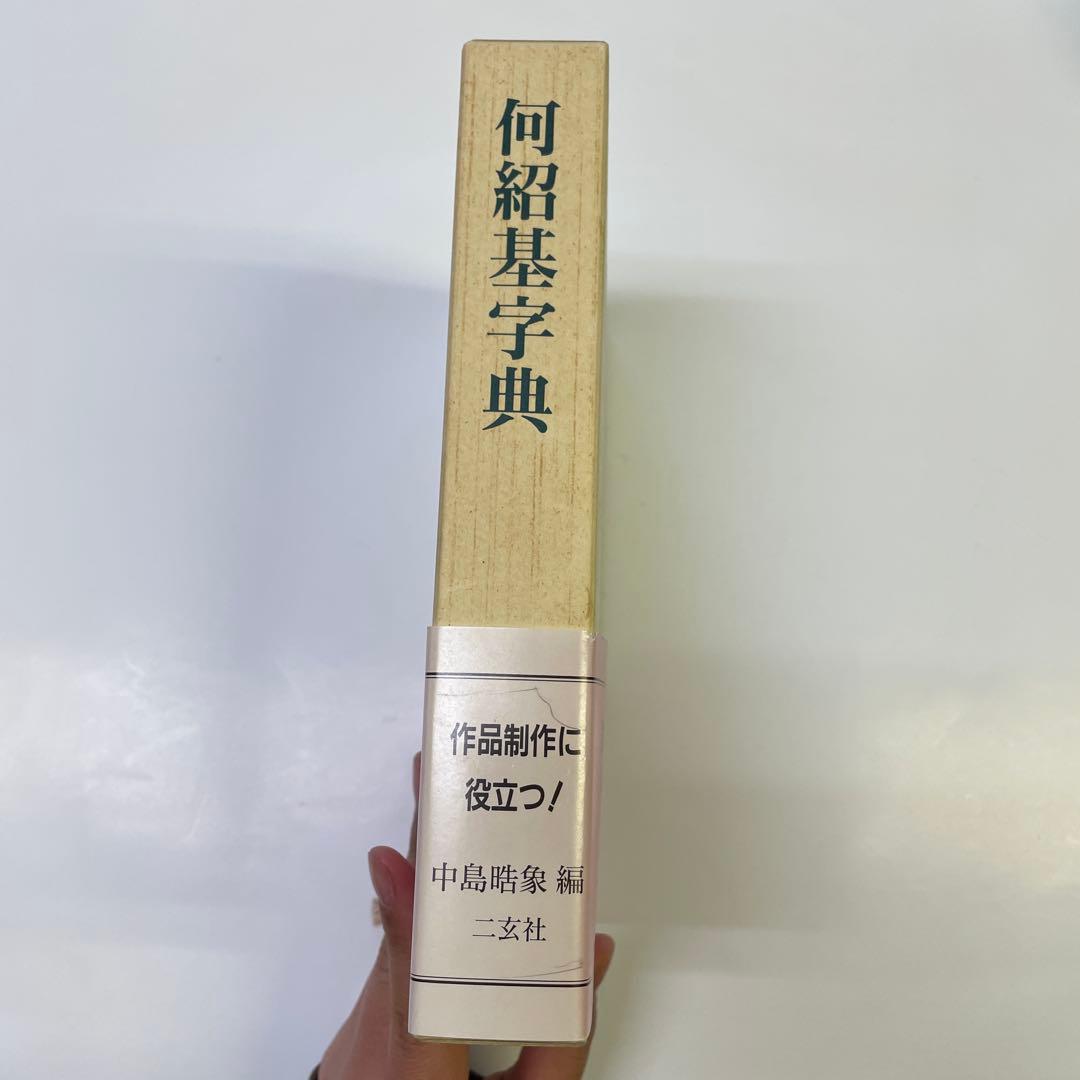 何紹基字典
作品制作に
役立つ!
中島晧象 編
二玄社